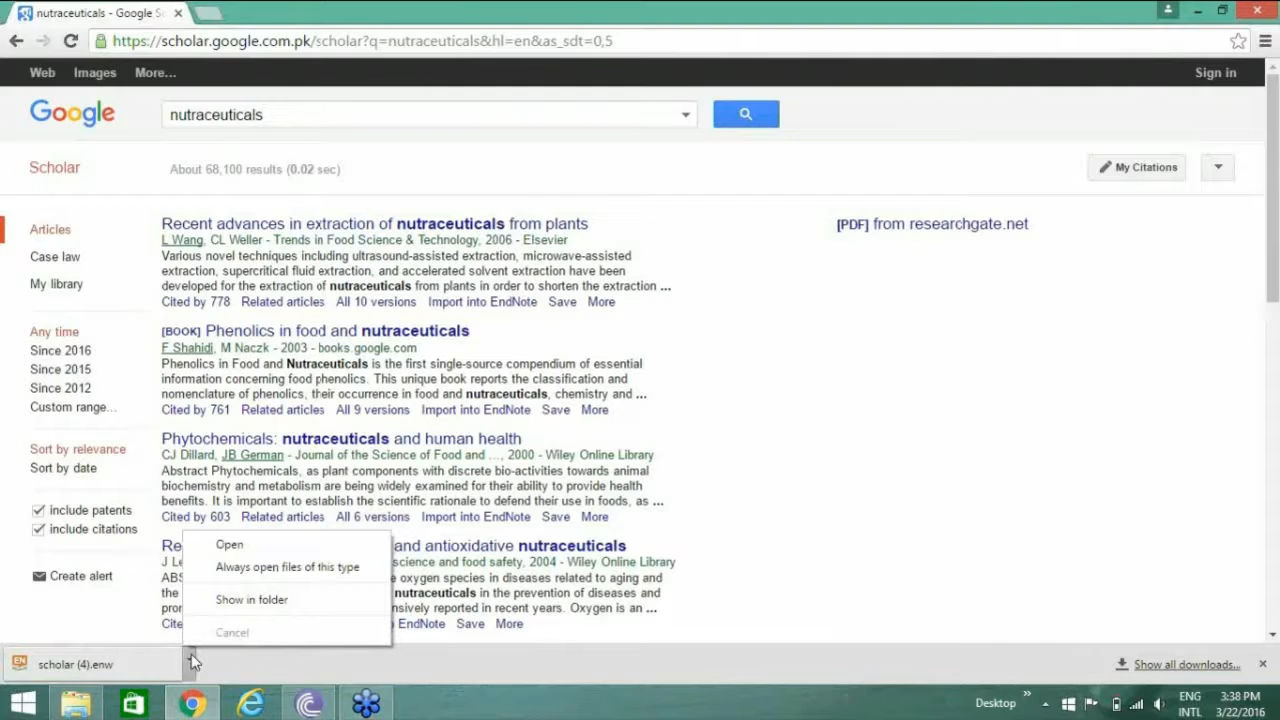 nutraceuticals - Google Sc
https://scholar.google.com.pk/scholar?q=nutraceuticals&hl=en&as_sdt=0,5
Web Images More... Sign in
Google nutraceuticals
Scholar About 68,100 results (0.02 sec) My Citations
Articles
Case law
My library
Any time
Since 2016
Since 2015
Since 2012
Custom range...
Sort by relevance
Sort by date
include patents
include citations
Create alert
Recent advances in extraction of nutraceuticals from plants
L Wang, CL Weller - Trends in Food Science & Technology, 2006 - Elsevier
Various novel techniques including ultrasound-assisted extraction, microwave-assisted
extraction, supercritical fluid extraction, and accelerated solvent extraction have been
developed for the extraction of nutraceuticals from plants in order to shorten the extraction ...
Cited by 778 Related articles All 10 versions Import into EndNote Save More
[PDF] from researchgate.net
[BOOK] Phenolics in food and nutraceuticals
F Shahidi, M Naczk - 2003 - books.google.com
Phenolics in Food and Nutraceuticals is the first single-source compendium of essential
information concerning food phenolics. This unique book reports the classification and
nomenclature of phenolics, their occurrence in food and nutraceuticals, chemistry and ...
Cited by 761 Related articles All 9 versions Import into EndNote Save More
Phytochemicals: nutraceuticals and human health
CJ Dillard, JB German - Journal of the Science of Food and ..., 2000 - Wiley Online Library
Abstract Phytochemicals, as plant components with discrete bio-activities towards animal
biochemistry and metabolism are being widely examined for their ability to provide health
benefits. It is important to establish the scientific rationale to defend their use in foods, as ...
Cited by 603 Related articles All 6 versions Import into EndNote Save More
Re and antioxidative nutraceuticals
J Le science and food safety, 2004 - Wiley Online Library
ABS oxygen species in diseases related to aging and
the nutraceuticals in the prevention of diseases and
pro nsively reported in recent years. Oxygen is an ...
Cite EndNote Save More
Open
Always open files of this type
Show in folder
Cancel
scholar (4).enw Show all downloads...
Desktop
ENG 3:38 PM
INTL 3/22/2016